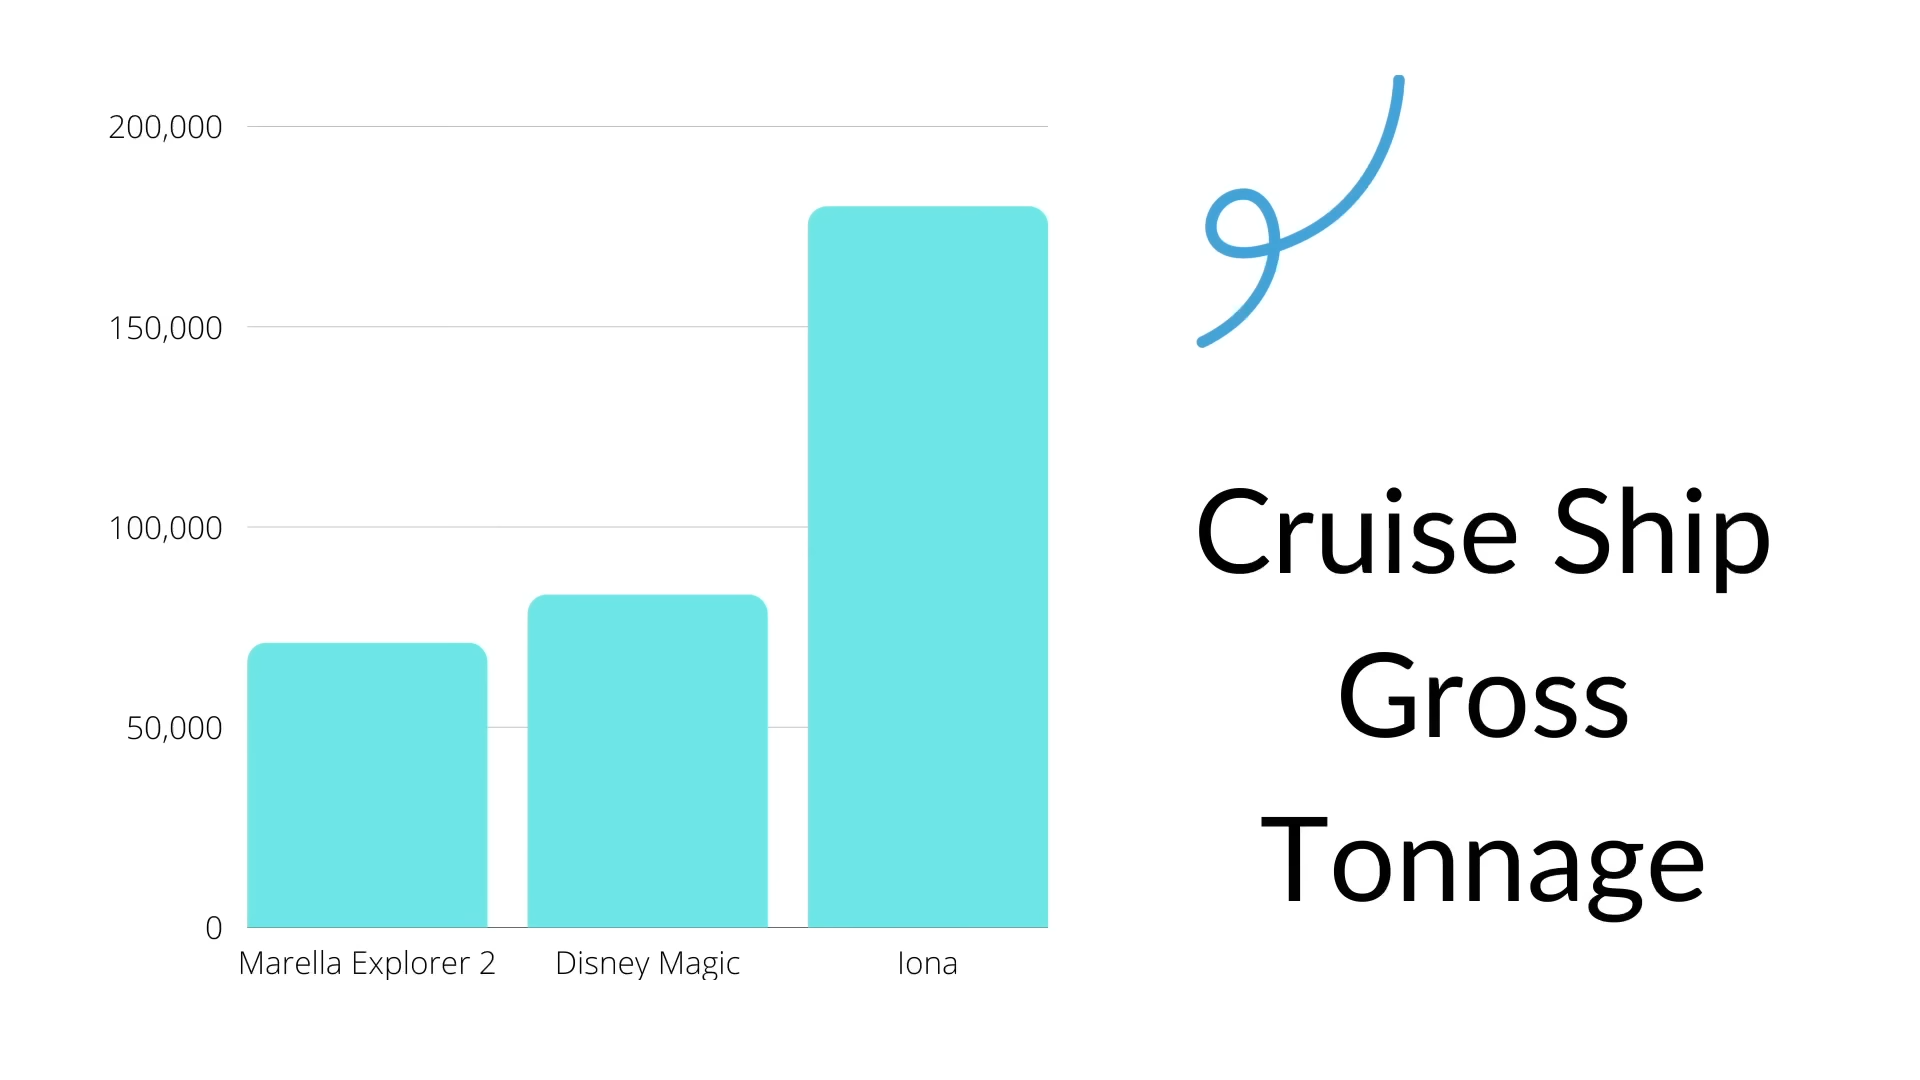 200,000
150,000
100,000
50,000
0
Marella Explorer 2
Disney Magic
Iona
Cruise Ship
Gross
Tonnage